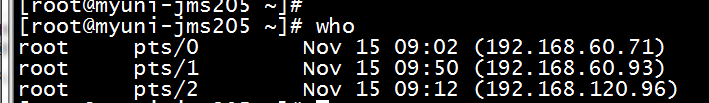 [root@myuni-jms205 ~]#
[root@myuni-jms205 ~]# who
root     pts/0        Nov 15 09:02 (192.168.60.71)
root     pts/1        Nov 15 09:50 (192.168.60.93)
root     pts/2        Nov 15 09:12 (192.168.120.96)